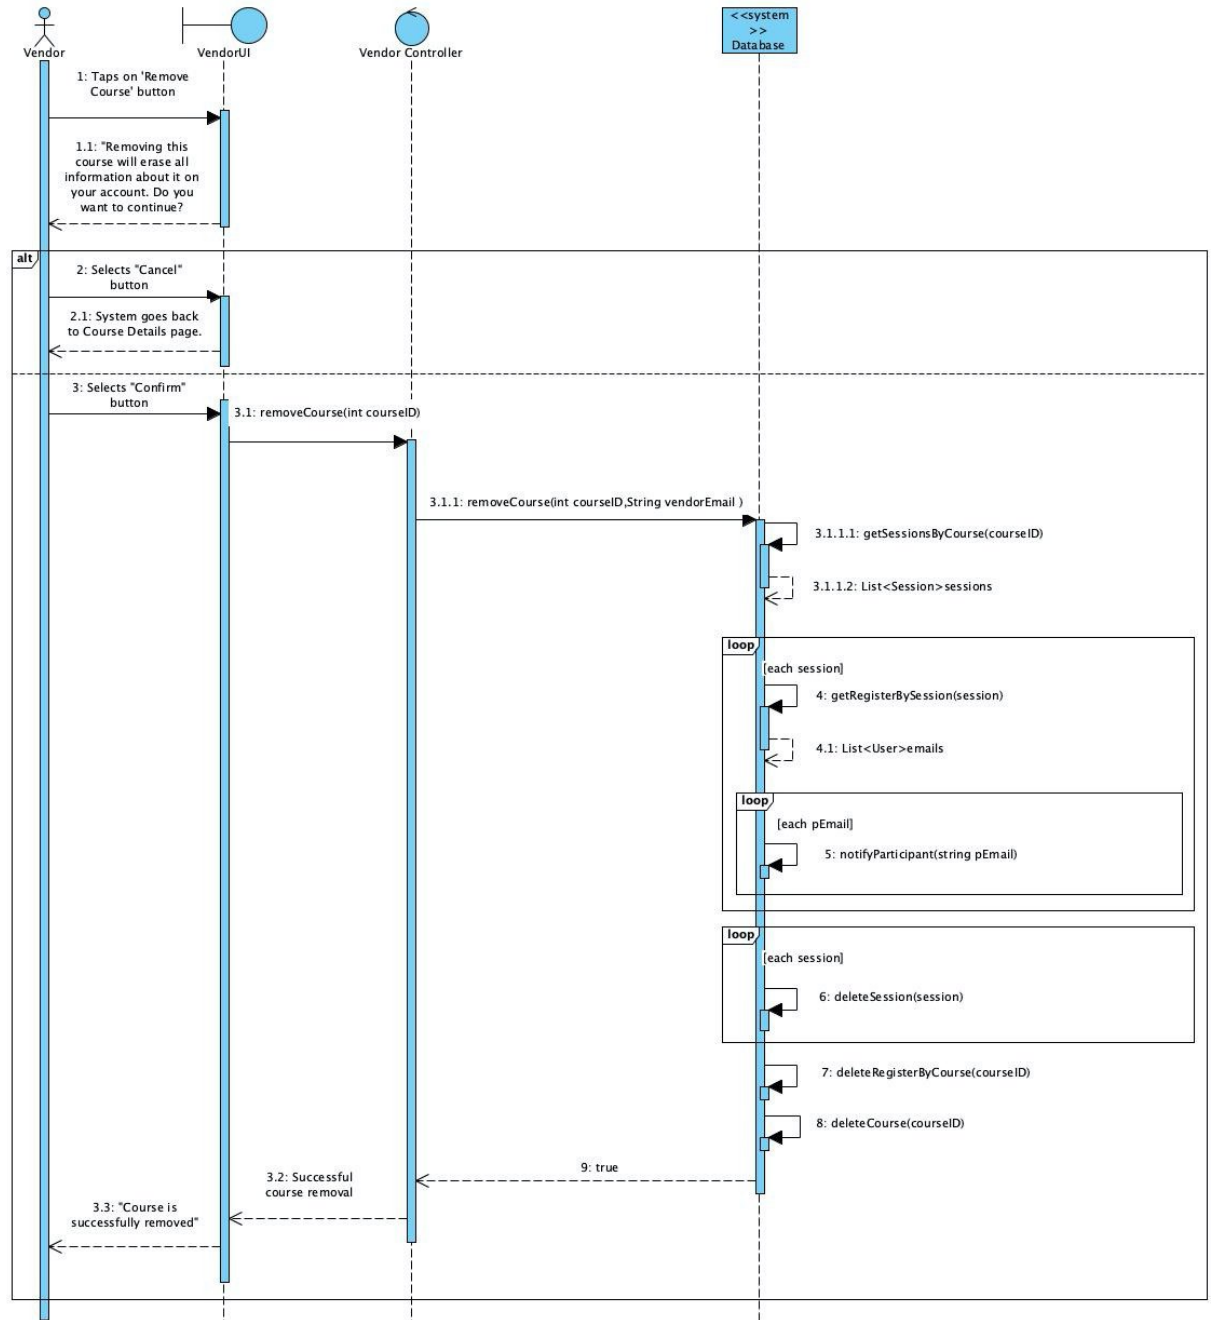 Vendor
VendorUI
Vendor Controller
<<system
>>
Database
1: Taps on 'Remove
Course' button
1.1: "Removing this
course will erase all
information about it on
your account. Do you
want to continue?
alt
2: Selects "Cancel"
button
2.1: System goes back
to Course Details page.
3: Selects "Confirm"
button
3.1: removeCourse(int courseID)
3.1.1: removeCourse(int courseID,String vendorEmail )
3.1.1.1: getSessionsByCourse(courseID)
3.1.1.2: List<Session>sessions
loop
[each session]
4: getRegisterBySession(session)
4.1: List<User>emails
loop
[each pEmail]
5: notifyParticipant(string pEmail)
loop
[each session]
6: deleteSession(session)
7: deleteRegisterByCourse(courseID)
8: deleteCourse(courseID)
9: true
3.2: Successful
course removal
3.3: "Course is
successfully removed"